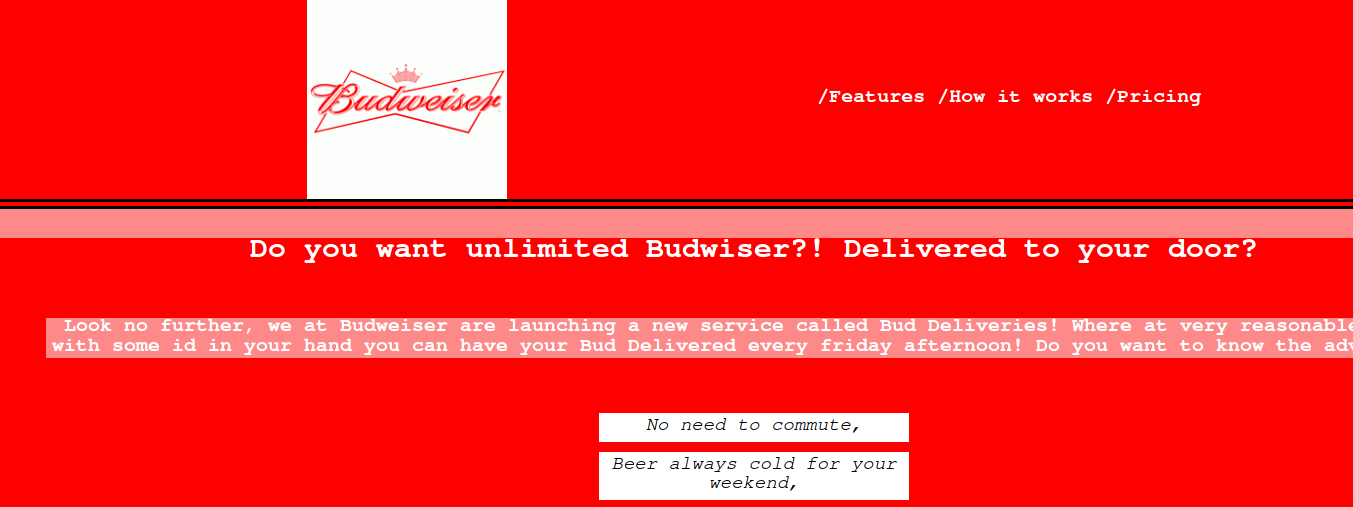 Budweiser
/Features /How it works /Pricing
Do you want unlimited Budwiser?! Delivered to your door?
Look no further, we at Budweiser are launching a new service called Bud Deliveries! Where at very reasonable
with some id in your hand you can have your Bud Delivered every friday afternoon! Do you want to know the adv
No need to commute,
Beer always cold for your
weekend,